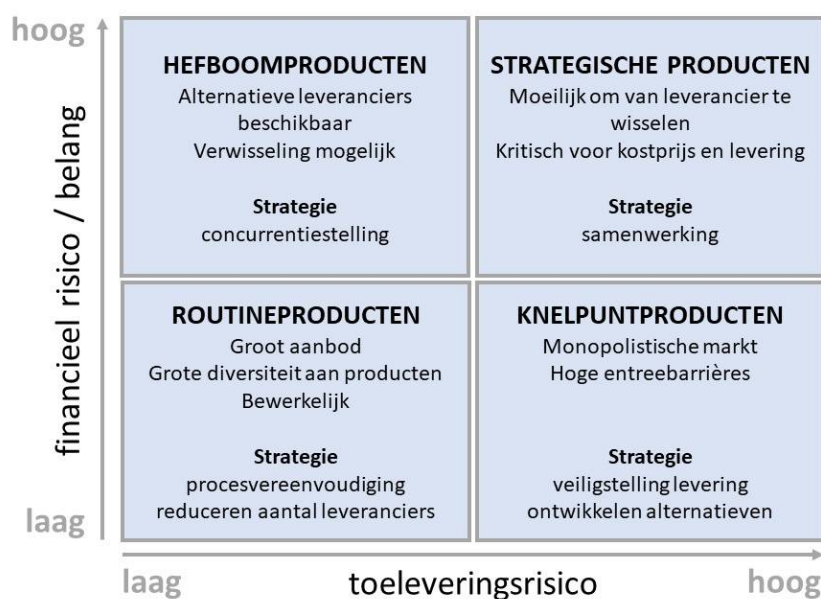 hoog
financieel risico / belang
laag
HEFBOOMPRODUCTEN
Alternatieve leveranciers
beschikbaar
Verwisseling mogelijk
Strategie
concurrentiestelling
STRATEGISCHE PRODUCTEN
Moeilijk om van leverancier te
wisselen
Kritisch voor kostprijs en levering
Strategie
samenwerking
ROUTINEPRODUCTEN
Groot aanbod
Grote diversiteit aan producten
Bewerkelijk
Strategie
procesvereenvoudiging
reduceren aantal leveranciers
KNELPUNTPRODUCTEN
Monopolistische markt
Hoge entreebarrières
Strategie
veiligstelling levering
ontwikkelen alternatieven
laag
toeleveringsrisico
hoog